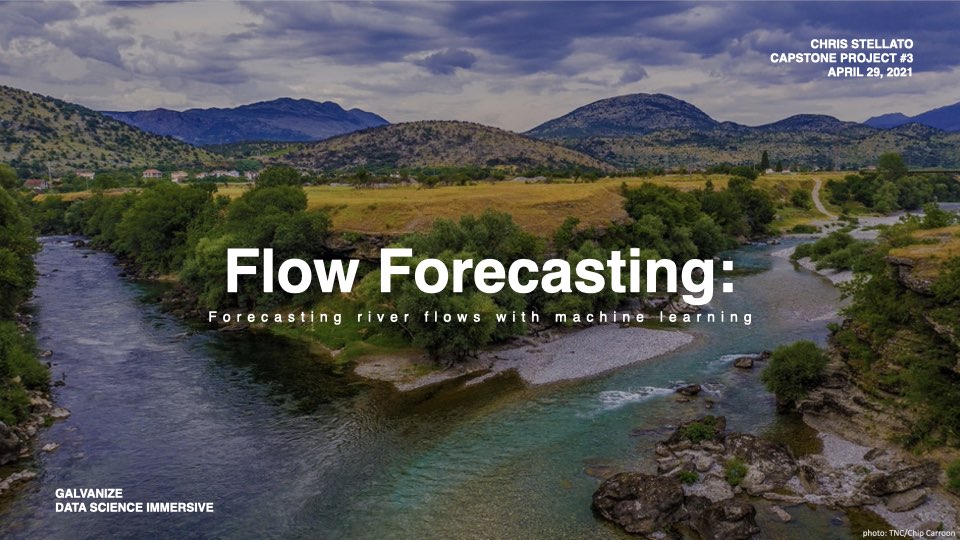 CHRIS STELLATO
CAPSTONE PROJECT #3
APRIL 29, 2021
Flow Forecasting:
Forecasting river flows with machine learning
GALVANIZE
DATA SCIENCE IMMERSIVE
photo: TNC/Chip Carroon